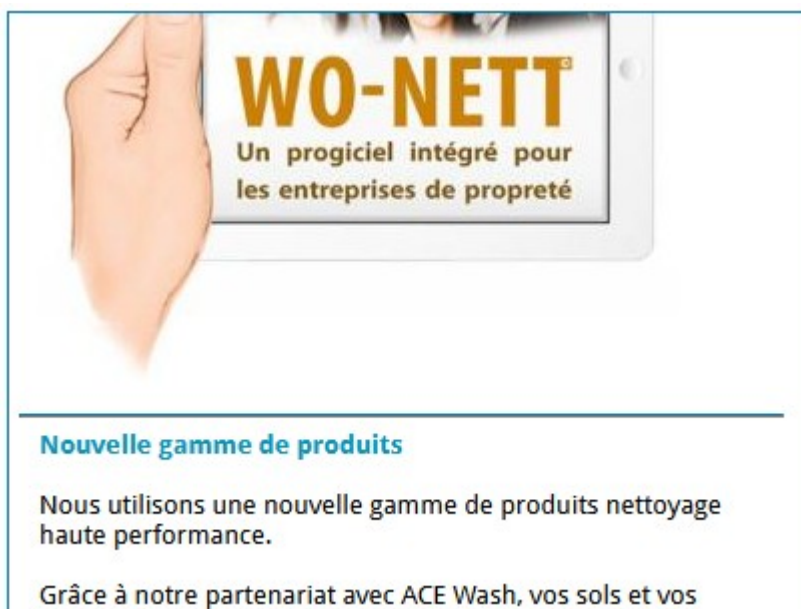 WO-NETT©
Un progiciel intégré pour
les entreprises de propreté
Nouvelle gamme de produits
Nous utilisons une nouvelle gamme de produits nettoyage
haute performance.
Grâce à notre partenariat avec ACE Wash, vos sols et vos